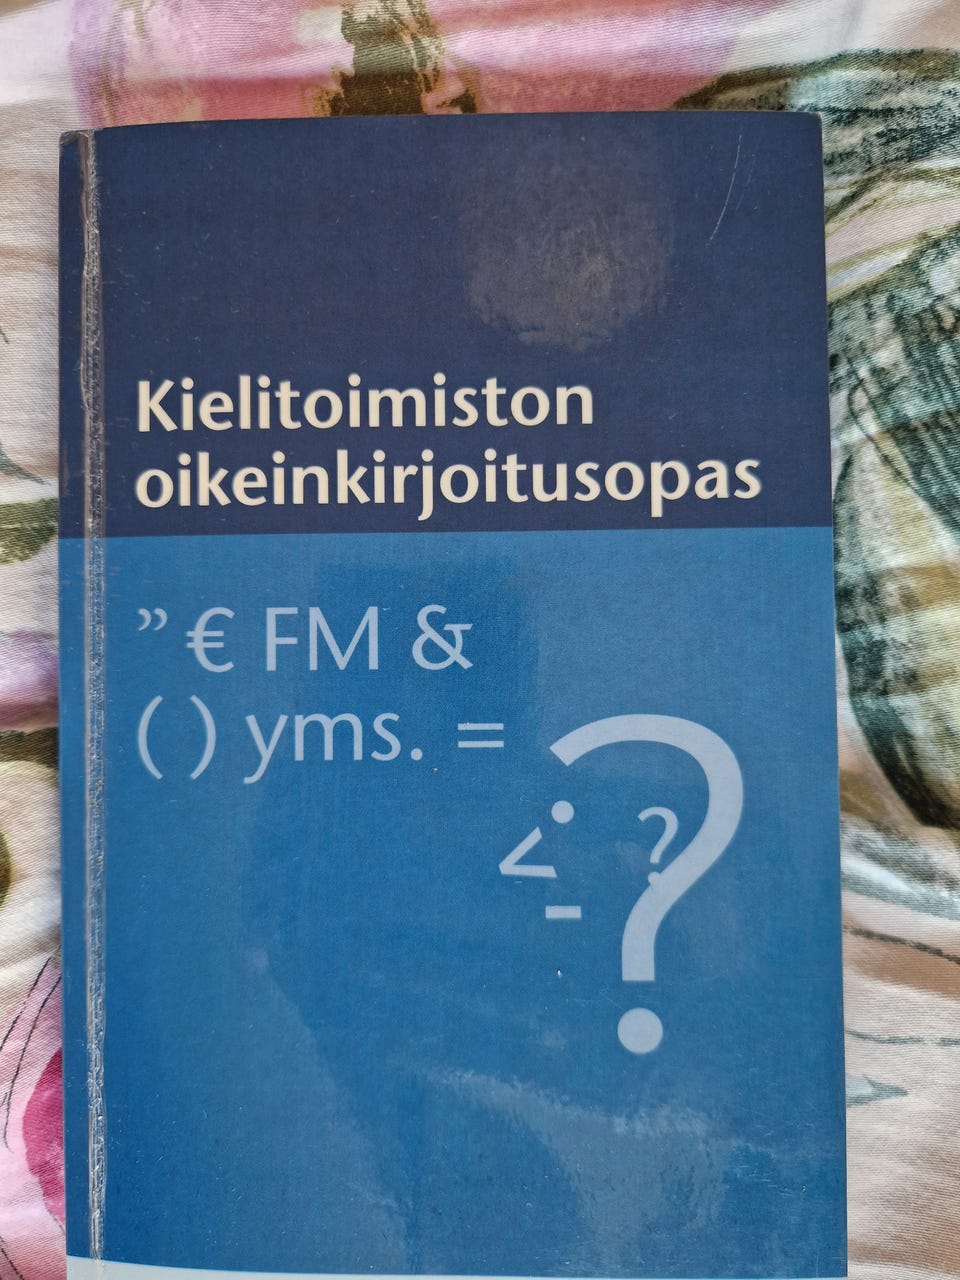 Kielitoimiston
oikeinkirjoitusopas
” € FM &
( ) yms. =
?
< ?
-